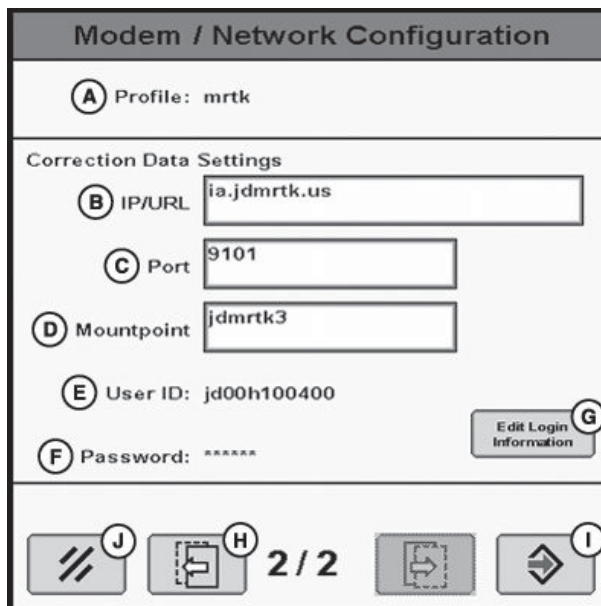 Modem / Network Configuration
A Profile: mrtk
Correction Data Settings
B IP/URL ia.jdmrtk.us
C Port 9101
D Mountpoint jdmrtk3
E User ID: jd00h100400
G
Edit Login
Information
F Password: ******
J H 2 / 2 I